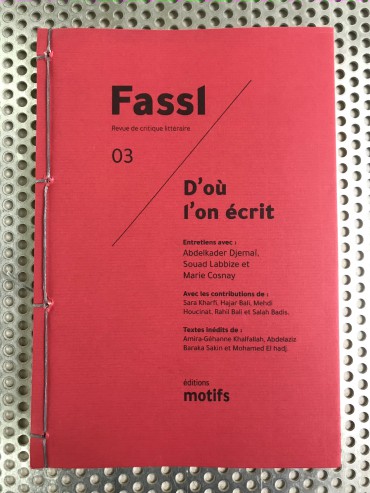 Fassl
Revue de critique littéraire
03
D'où
l'on écrit
Entretiens avec :
Abdelkader Djemaï,
Souad Labbize et
Marie Cosnay
Avec les contributions de :
Sara Kharfi, Hajar Bali, Mehdi
Houcinat, Rahil Bali et Salah Badis.
Textes inédits de :
Amira-Géhanne Khalfallah, Abdelaziz
Baraka Sakin et Mohamed El hadj.
éditions
motifs